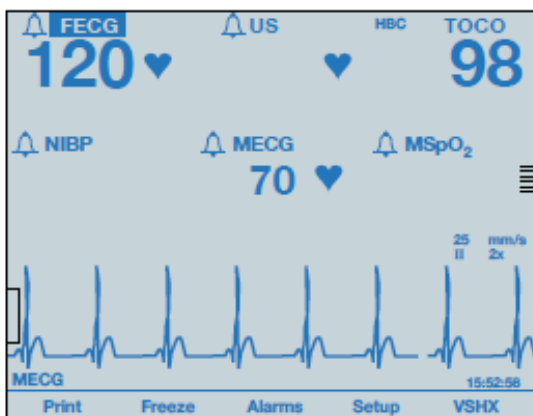 FECG US HBC TOCO
120 98
NIBP MECG MSpO₂
70
25 mm/s
II 2x
MECG 15:52:56
Print Freeze Alarms Setup VSHX